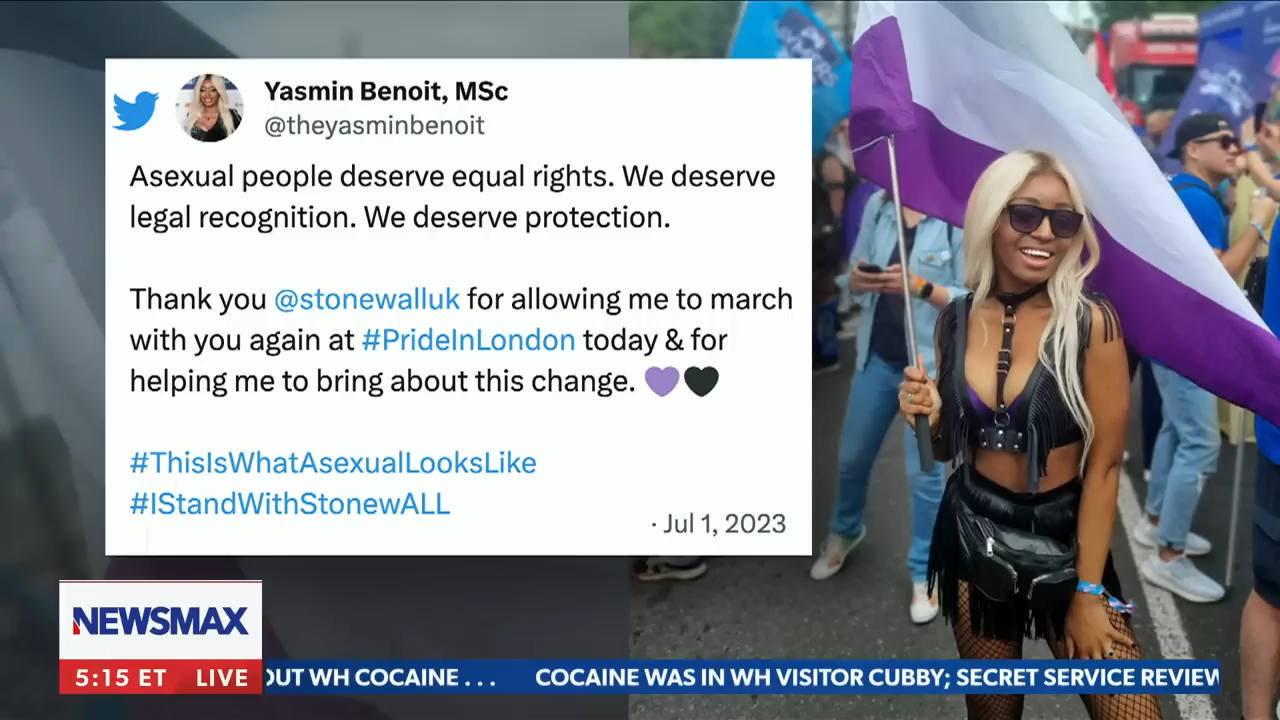 Yasmin Benoit, MSc
@theyasminbenoit
Asexual people deserve equal rights. We deserve
legal recognition. We deserve protection.
Thank you @stonewalluk for allowing me to march
with you again at #PrideInLondon today & for
helping me to bring about this change. 💜🖤
#ThisIsWhatAsexualLooksLike
#IStandWithStonewALL
· Jul 1, 2023
NEWSMAX
5:15 ET LIVE
OUT WH COCAINE . . . COCAINE WAS IN WH VISITOR CUBBY; SECRET SERVICE REVIEW